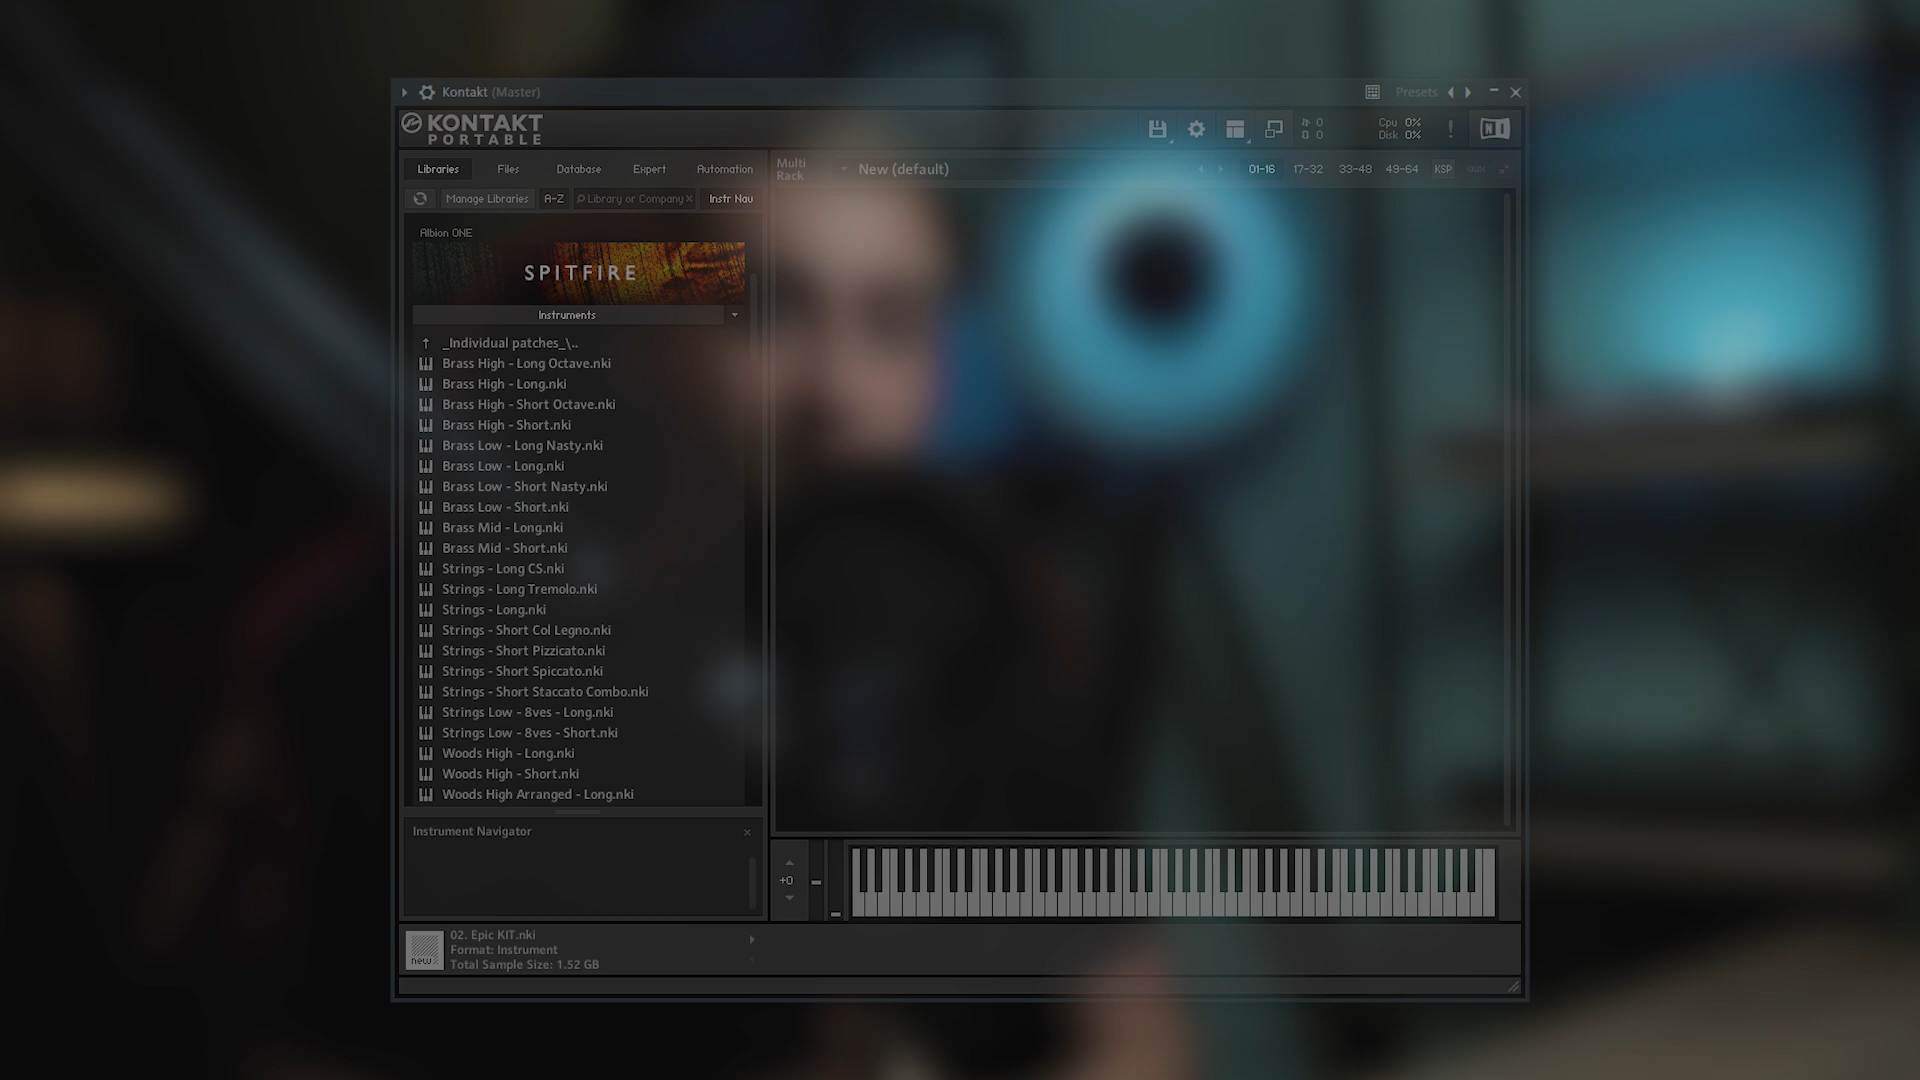 Kontakt (Master)
Presets
KONTAKT
PORTABLE
0
0
Cpu 0%
Disk 0%
!
NI
Libraries Files Database Expert Automation
Multi
Rack
New (default)
01-16 17-32 33-48 49-64 KSP aux
Manage Libraries A-Z Library or Company × Instr Nav
Albion ONE
SPITFIRE
Instruments
_Individual patches_\..
Brass High - Long Octave.nki
Brass High - Long.nki
Brass High - Short Octave.nki
Brass High - Short.nki
Brass Low - Long Nasty.nki
Brass Low - Long.nki
Brass Low - Short Nasty.nki
Brass Low - Short.nki
Brass Mid - Long.nki
Brass Mid - Short.nki
Strings - Long CS.nki
Strings - Long Tremolo.nki
Strings - Long.nki
Strings - Short Col Legno.nki
Strings - Short Pizzicato.nki
Strings - Short Spiccato.nki
Strings - Short Staccato Combo.nki
Strings Low - 8ves - Long.nki
Strings Low - 8ves - Short.nki
Woods High - Long.nki
Woods High - Short.nki
Woods High Arranged - Long.nki
Instrument Navigator ×
+0
new
02. Epic KIT.nki
Format: Instrument
Total Sample Size: 1.52 GB